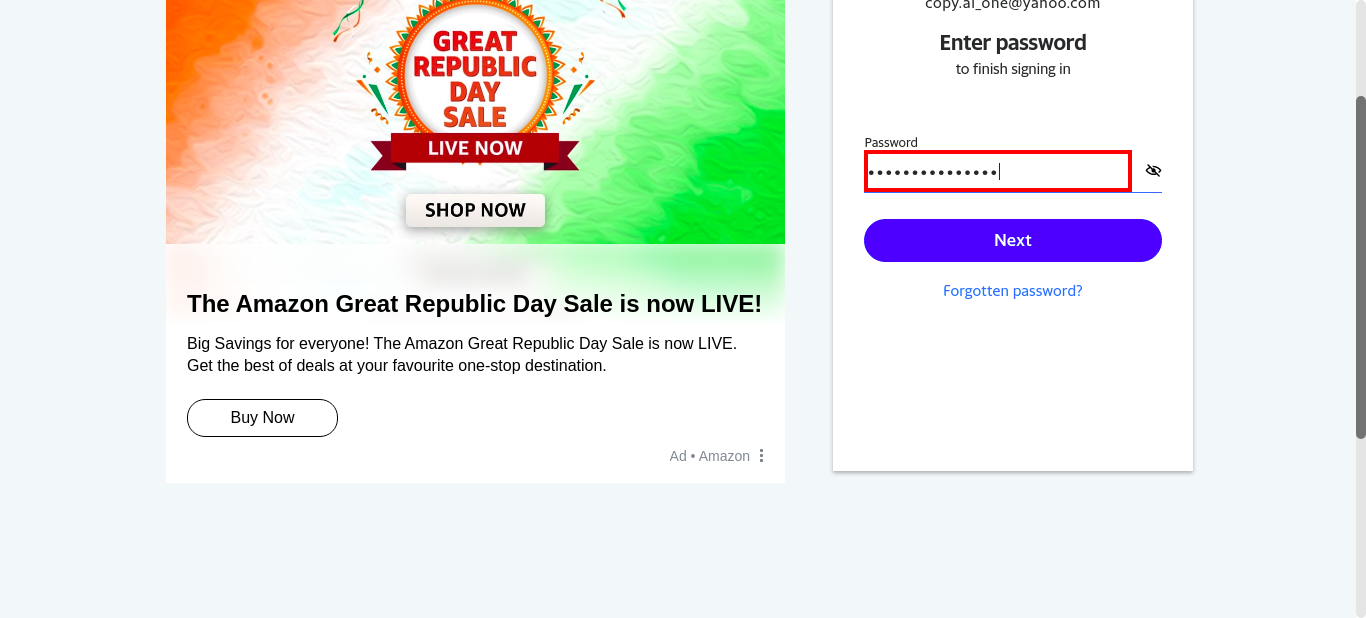 GREAT
REPUBLIC
DAY
SALE
LIVE NOW
SHOP NOW
The Amazon Great Republic Day Sale is now LIVE!
Big Savings for everyone! The Amazon Great Republic Day Sale is now LIVE.
Get the best of deals at your favourite one-stop destination.
Buy Now
Ad • Amazon
copy.ai_one@yahoo.com
Enter password
to finish signing in
Password
•••••••••••••••
Next
Forgotten password?